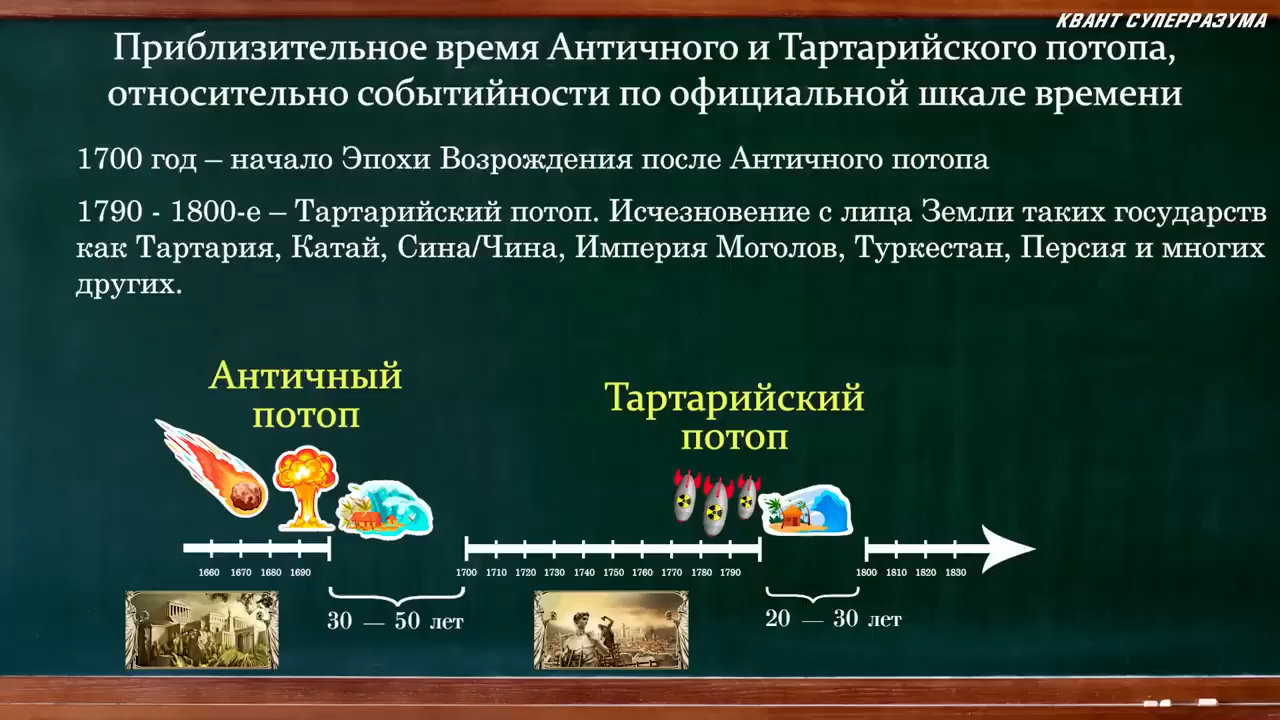 КВАНТ СУПЕРРАЗУМА
Приблизительное время Античного и Тартарийского потопа,
относительно событийности по официальной шкале времени
1700 год – начало Эпохи Возрождения после Античного потопа
1790 - 1800-е – Тартарийский потоп. Исчезновение с лица Земли таких государств
как Тартария, Катай, Сина/Чина, Империя Моголов, Туркестан, Персия и многих
других.
Античный
потоп
Тартарийский
потоп
1660 1670 1680 1690 1700 1710 1720 1730 1740 1750 1760 1770 1780 1790 1800 1810 1820 1830
30 — 50 лет
20 — 30 лет